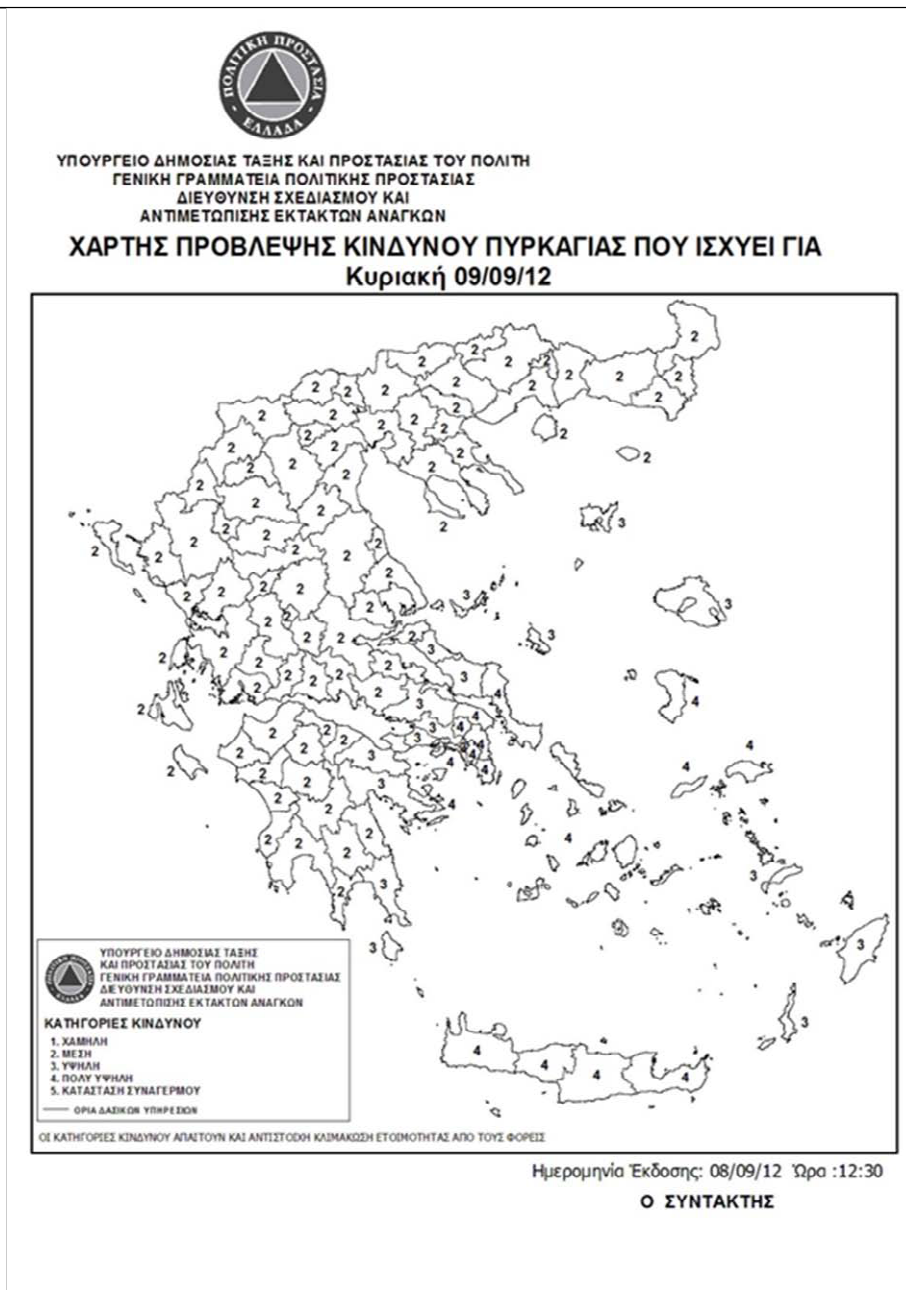 ΠΟΛΙΤΙΚΗ ΠΡΟΣΤΑΣΙΑ
ΕΛΛΑΔΑ
ΥΠΟΥΡΓΕΙΟ ΔΗΜΟΣΙΑΣ ΤΑΞΗΣ ΚΑΙ ΠΡΟΣΤΑΣΙΑΣ ΤΟΥ ΠΟΛΙΤΗ
ΓΕΝΙΚΗ ΓΡΑΜΜΑΤΕΙΑ ΠΟΛΙΤΙΚΗΣ ΠΡΟΣΤΑΣΙΑΣ
ΔΙΕΥΘΥΝΣΗ ΣΧΕΔΙΑΣΜΟΥ ΚΑΙ
ΑΝΤΙΜΕΤΩΠΙΣΗΣ ΕΚΤΑΚΤΩΝ ΑΝΑΓΚΩΝ
ΧΑΡΤΗΣ ΠΡΟΒΛΕΨΗΣ ΚΙΝΔΥΝΟΥ ΠΥΡΚΑΓΙΑΣ ΠΟΥ ΙΣΧΥΕΙ ΓΙΑ
Κυριακή 09/09/12
ΥΠΟΥΡΓΕΙΟ ΔΗΜΟΣΙΑΣ ΤΑΞΗΣ
ΚΑΙ ΠΡΟΣΤΑΣΙΑΣ ΤΟΥ ΠΟΛΙΤΗ
ΓΕΝΙΚΗ ΓΡΑΜΜΑΤΕΙΑ ΠΟΛΙΤΙΚΗΣ ΠΡΟΣΤΑΣΙΑΣ
ΔΙΕΥΘΥΝΣΗ ΣΧΕΔΙΑΣΜΟΥ ΚΑΙ
ΑΝΤΙΜΕΤΩΠΙΣΗΣ ΕΚΤΑΚΤΩΝ ΑΝΑΓΚΩΝ
ΚΑΤΗΓΟΡΙΕΣ ΚΙΝΔΥΝΟΥ
1. ΧΑΜΗΛΗ
2. ΜΕΣΗ
3. ΥΨΗΛΗ
4. ΠΟΛΥ ΥΨΗΛΗ
5. ΚΑΤΑΣΤΑΣΗ ΣΥΝΑΓΕΡΜΟΥ
ΟΡΙΑ ΔΑΣΙΚΩΝ ΥΠΗΡΕΣΙΩΝ
ΟΙ ΚΑΤΗΓΟΡΙΕΣ ΚΙΝΔΥΝΟΥ ΑΠΑΙΤΟΥΝ ΚΑΙ ΑΝΤΙΣΤΟΙΧΗ ΚΛΙΜΑΚΩΣΗ ΕΤΟΙΜΟΤΗΤΑΣ ΑΠΟ ΤΟΥΣ ΦΟΡΕΙΣ
Ημερομηνία Έκδοσης: 08/09/12 Ώρα :12:30
Ο ΣΥΝΤΑΚΤΗΣ